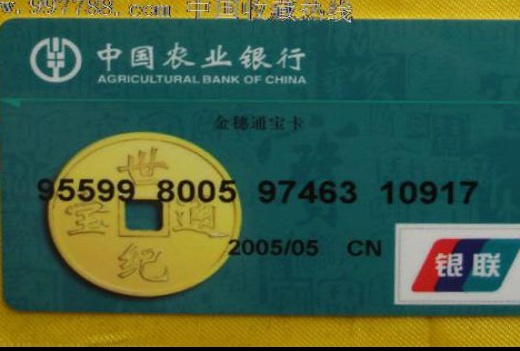 w.997788.com 中国收藏热线
中国农业银行
AGRICULTURAL BANK OF CHINA
金穗通宝卡
世
宝 通
纪
95599 8005 97463 10917
2005/05 CN
银联